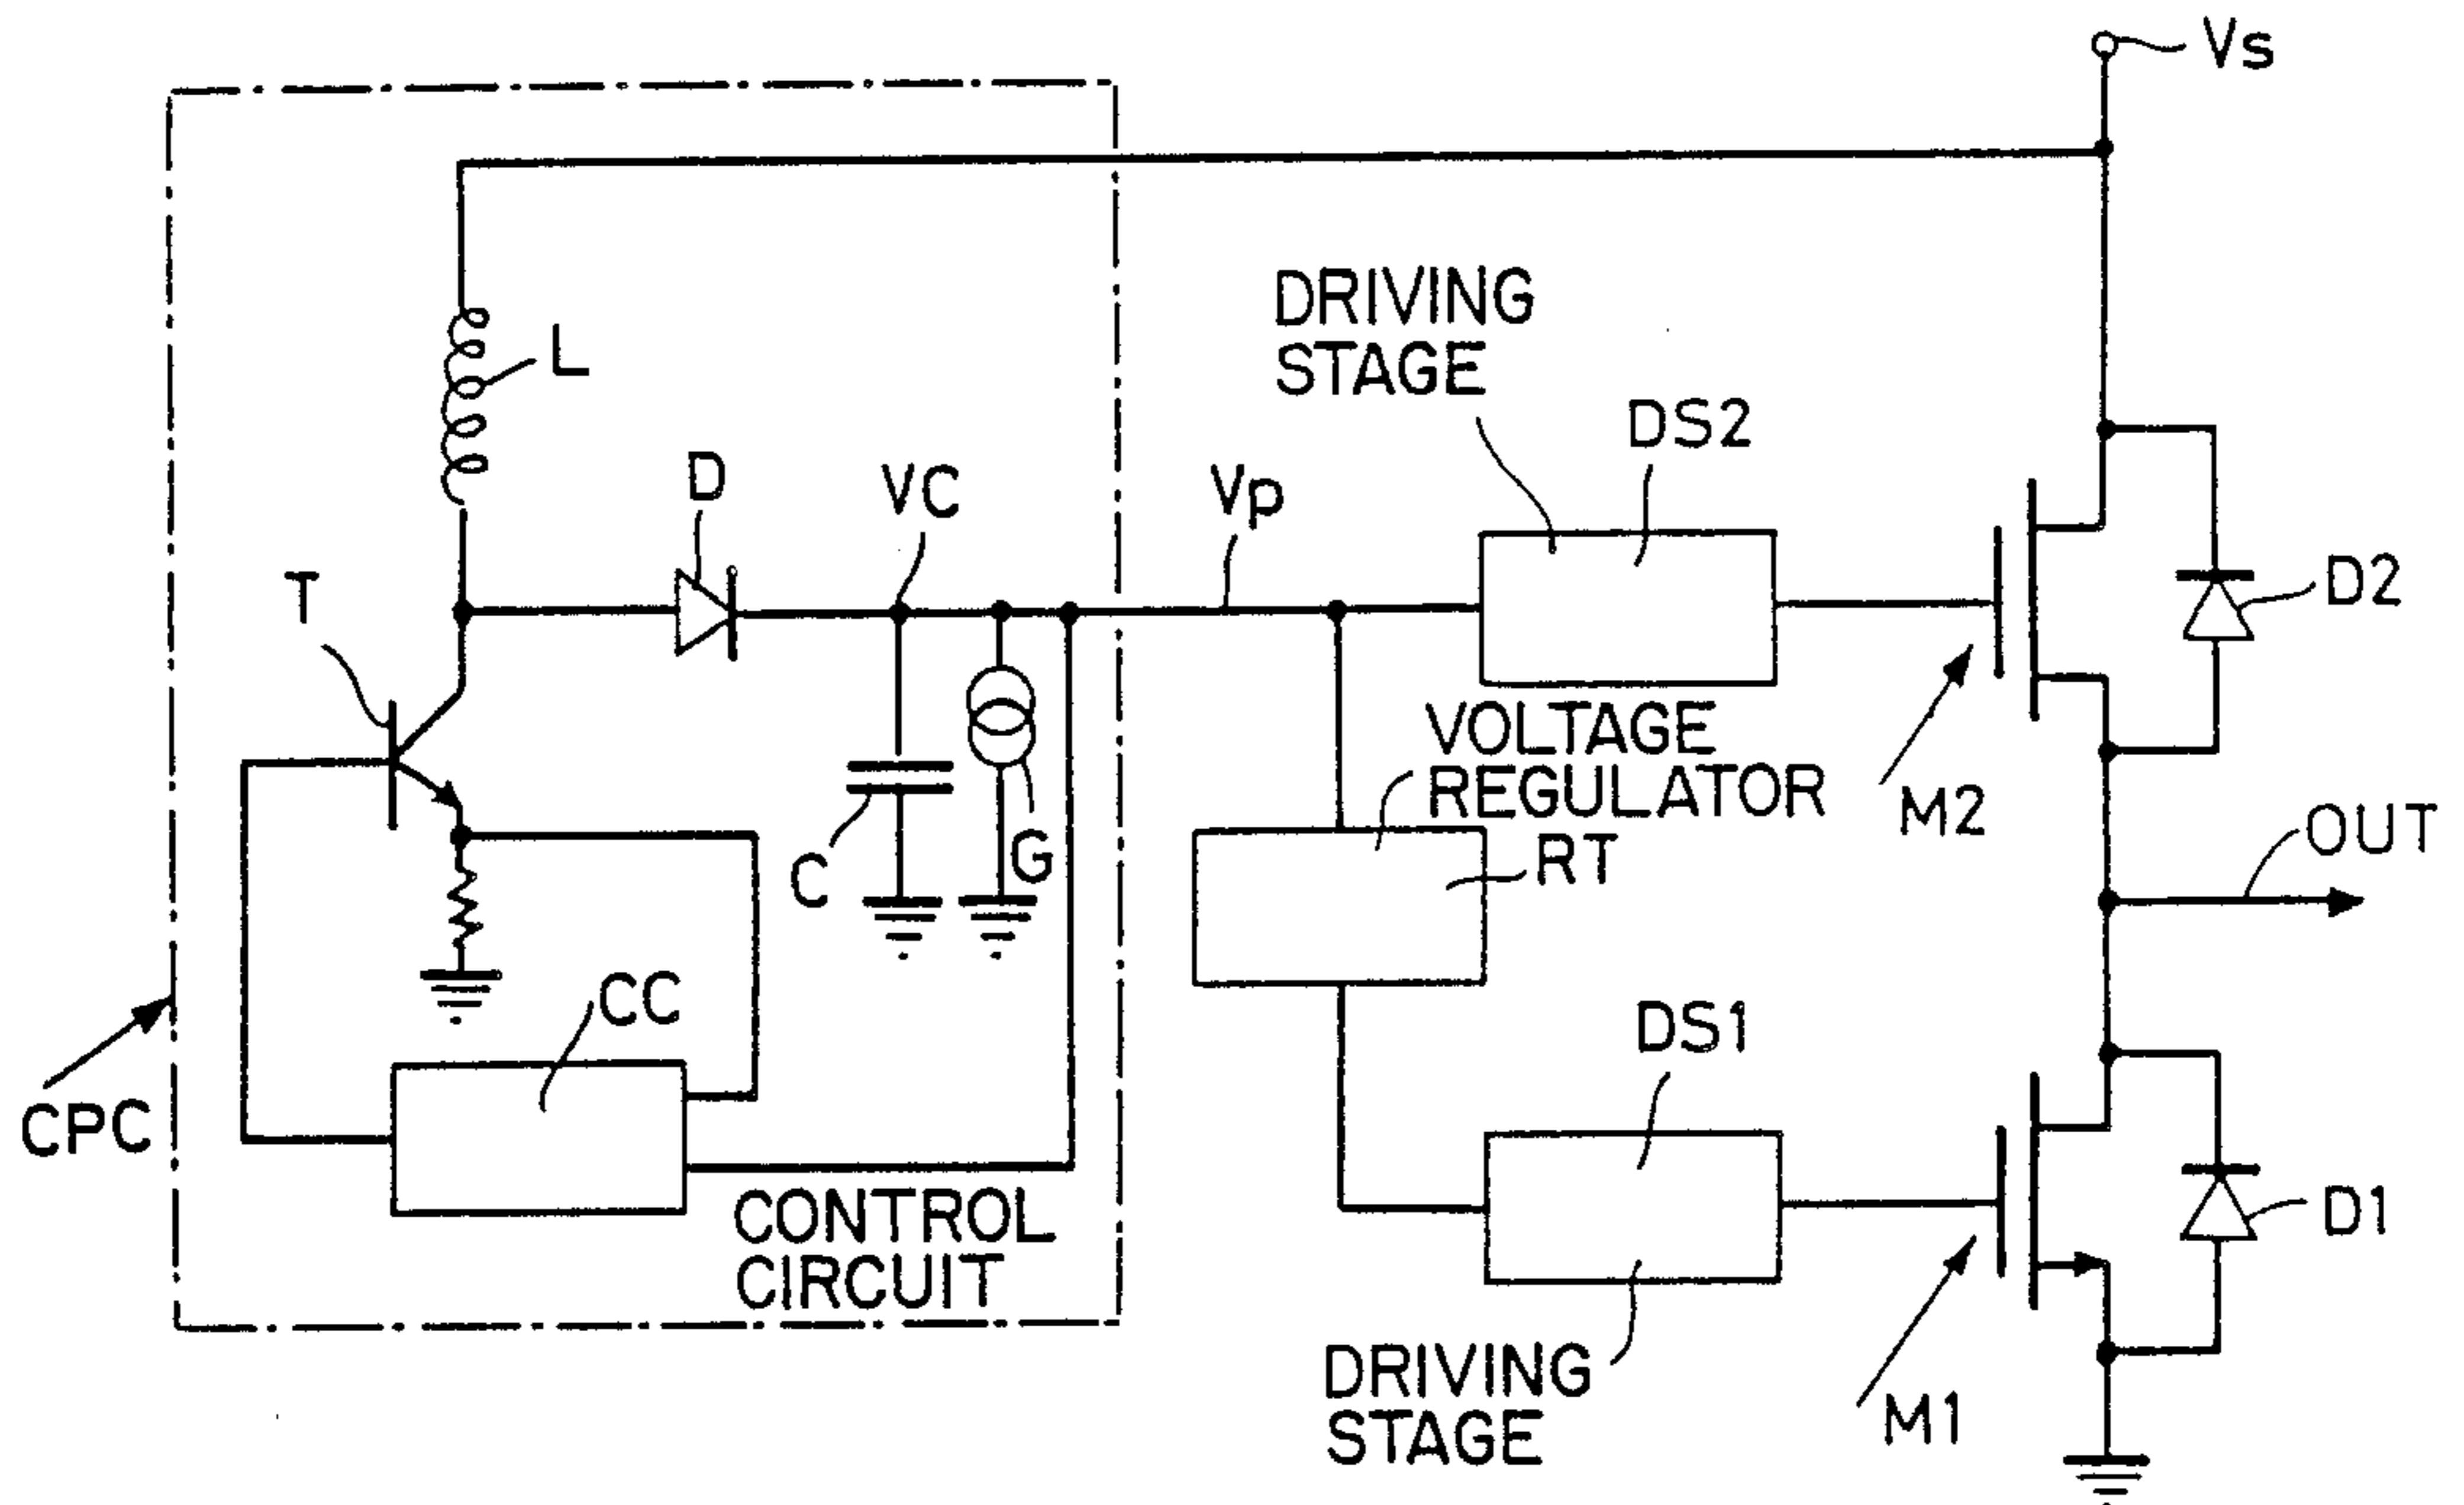 Vs
DRIVING
STAGE
L
DS2
D
VC
Vp
D2
T
VOLTAGE
REGULATOR
RT
M2
OUT
C
G
CC
DS1
CPC
CONTROL
CIRCUIT
D1
DRIVING
STAGE
M1